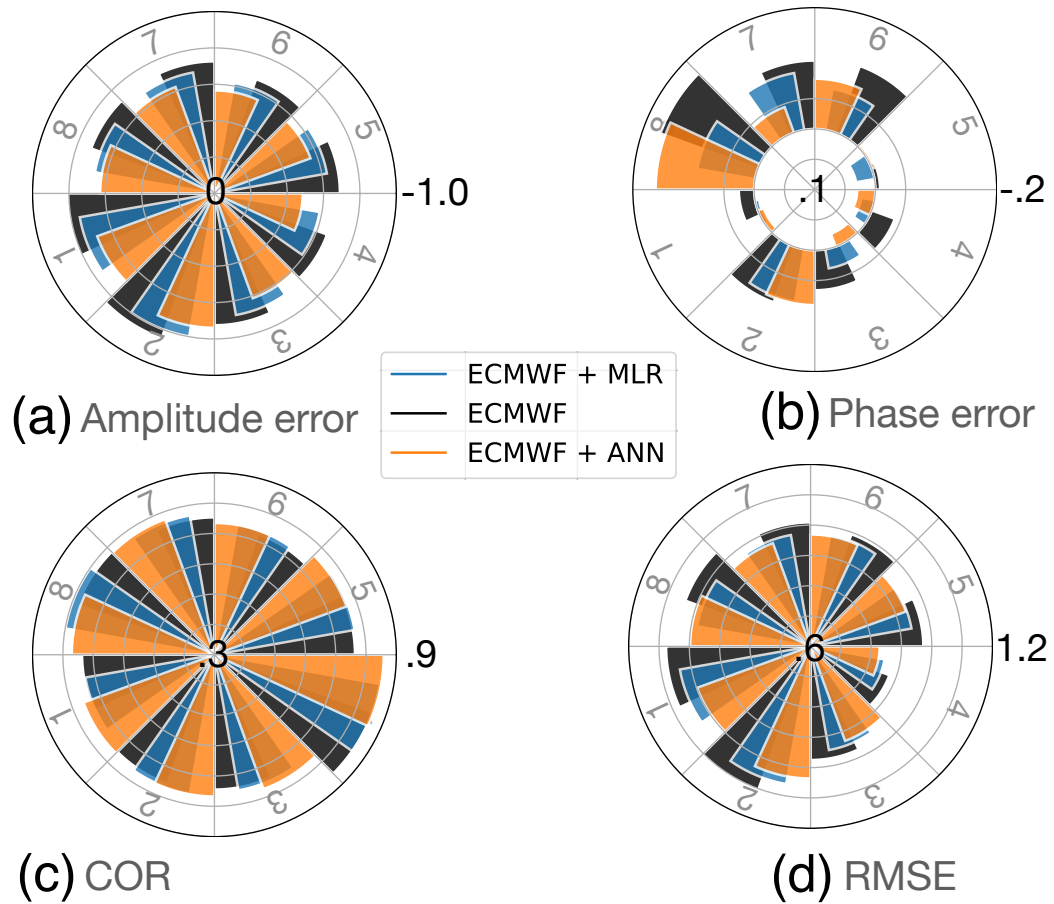 7 6
8 5
0 -1.0
1 4
2 3
(a) Amplitude error
7 6
8 5
.1 -.2
1 4
2 3
(b) Phase error
ECMWF + MLR
ECMWF
ECMWF + ANN
7 6
8 5
.3 .9
1
2 3
(c) COR
7 6
8 5
.6 1.2
1 4
2 3
(d) RMSE